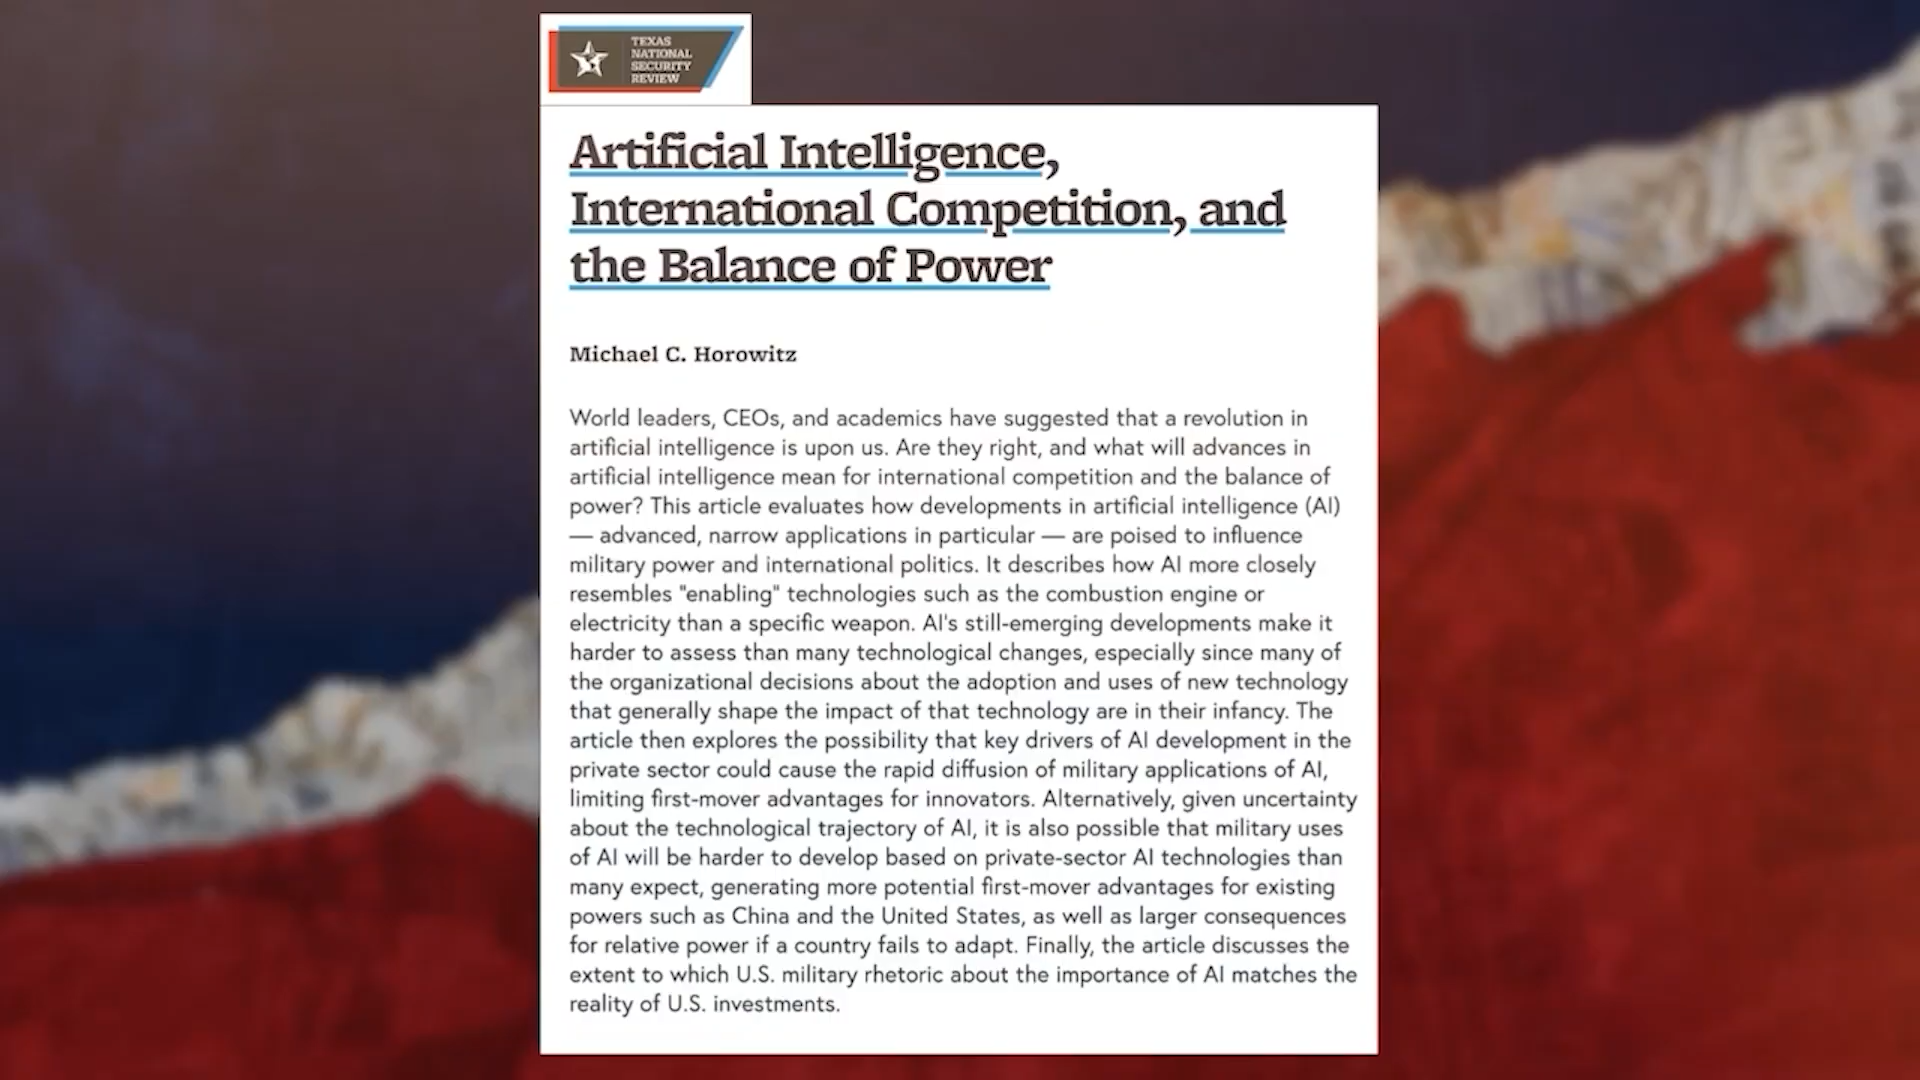 TEXAS
NATIONAL
SECURITY
REVIEW
Artificial Intelligence,
International Competition, and
the Balance of Power
Michael C. Horowitz
World leaders, CEOs, and academics have suggested that a revolution in
artificial intelligence is upon us. Are they right, and what will advances in
artificial intelligence mean for international competition and the balance of
power? This article evaluates how developments in artificial intelligence (AI)
— advanced, narrow applications in particular — are poised to influence
military power and international politics. It describes how AI more closely
resembles "enabling" technologies such as the combustion engine or
electricity than a specific weapon. AI's still-emerging developments make it
harder to assess than many technological changes, especially since many of
the organizational decisions about the adoption and uses of new technology
that generally shape the impact of that technology are in their infancy. The
article then explores the possibility that key drivers of AI development in the
private sector could cause the rapid diffusion of military applications of AI,
limiting first-mover advantages for innovators. Alternatively, given uncertainty
about the technological trajectory of AI, it is also possible that military uses
of AI will be harder to develop based on private-sector AI technologies than
many expect, generating more potential first-mover advantages for existing
powers such as China and the United States, as well as larger consequences
for relative power if a country fails to adapt. Finally, the article discusses the
extent to which U.S. military rhetoric about the importance of AI matches the
reality of U.S. investments.